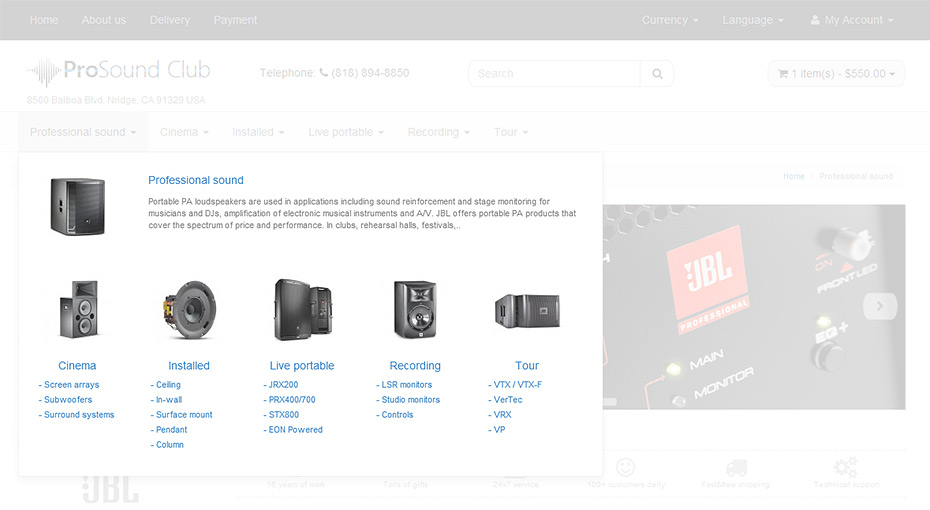 Home About us Delivery Payment Currency Language My Account
ProSound Club
Telephone: (818) 894-8850
Search
1 item(s) - $550.00
8500 Balboa Blvd. Nridge, CA 91329 USA
Professional sound Cinema Installed Live portable Recording Tour
Home Professional sound
Professional sound
Portable PA loudspeakers are used in applications including sound reinforcement and stage monitoring for
musicians and DJs, amplification of electronic musical instruments and A/V. JBL offers portable PA products that
cover the spectrum of price and performance. In clubs, rehearsal halls, festivals,..
Cinema
- Screen arrays
- Subwoofers
- Surround systems
Installed
- Ceiling
- In-wall
- Surface mount
- Pendant
- Column
Live portable
- JRX200
- PRX400/700
- STX800
- EON Powered
Recording
- LSR monitors
- Studio monitors
- Controls
Tour
- VTX / VTX-F
- VerTec
- VRX
- VP
JBL
PROFESSIONAL
ON
FRONT LED
EQ+
MAIN
MONITOR
JBL
10 years of work Tons of gifts 24x7 service 100+ customers daily Fast&free shipping Technical support